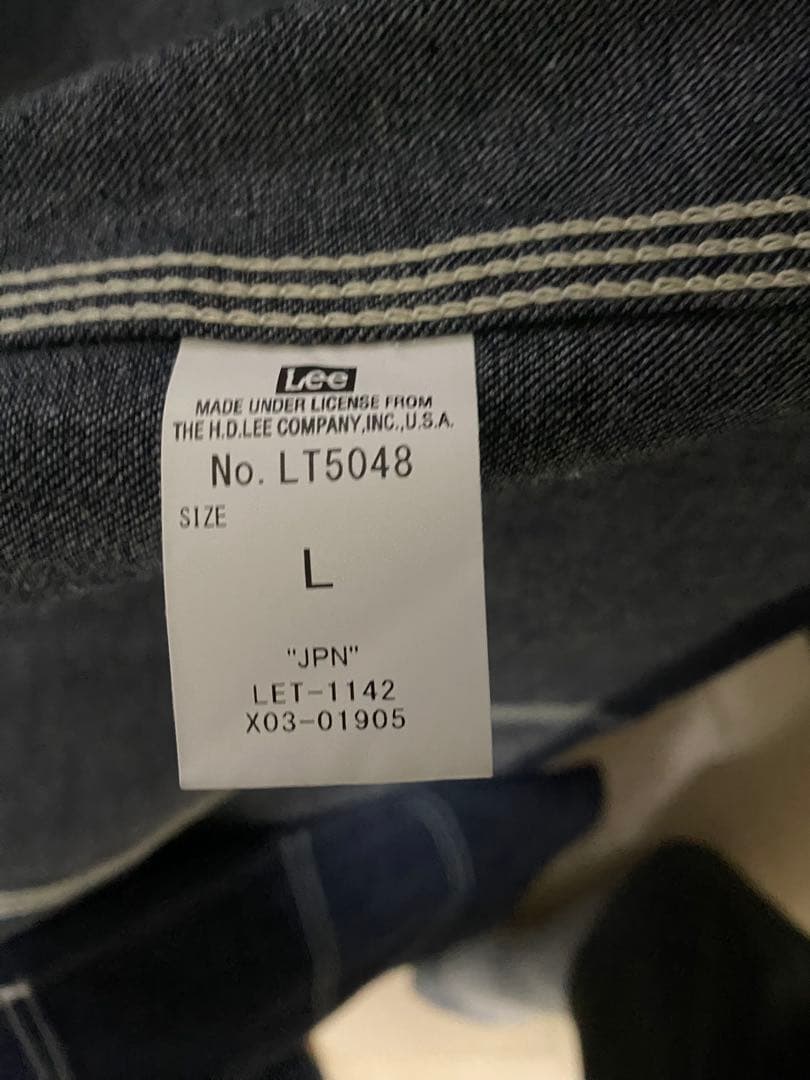 Lee
MADE UNDER LICENSE FROM
THE H.D.LEE COMPANY,INC.,U.S.A.
No. LT5048
SIZE
L
"JPN"
LET-1142
X03-01905